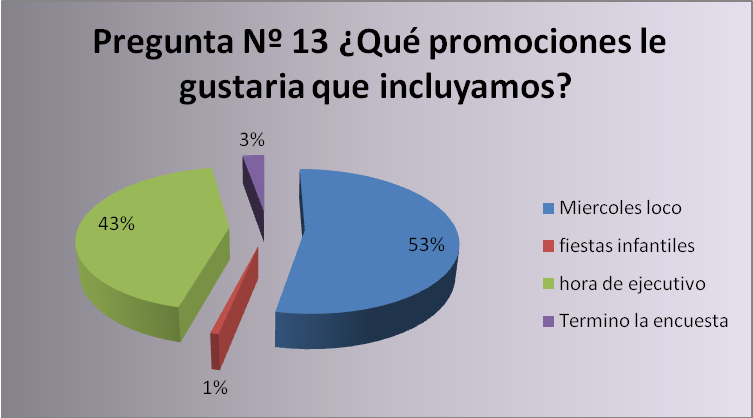 Pregunta Nº 13 ¿Qué promociones le
gustaria que incluyamos?
3%
43%
53%
1%
Miercoles loco
fiestas infantiles
hora de ejecutivo
Termino la encuesta